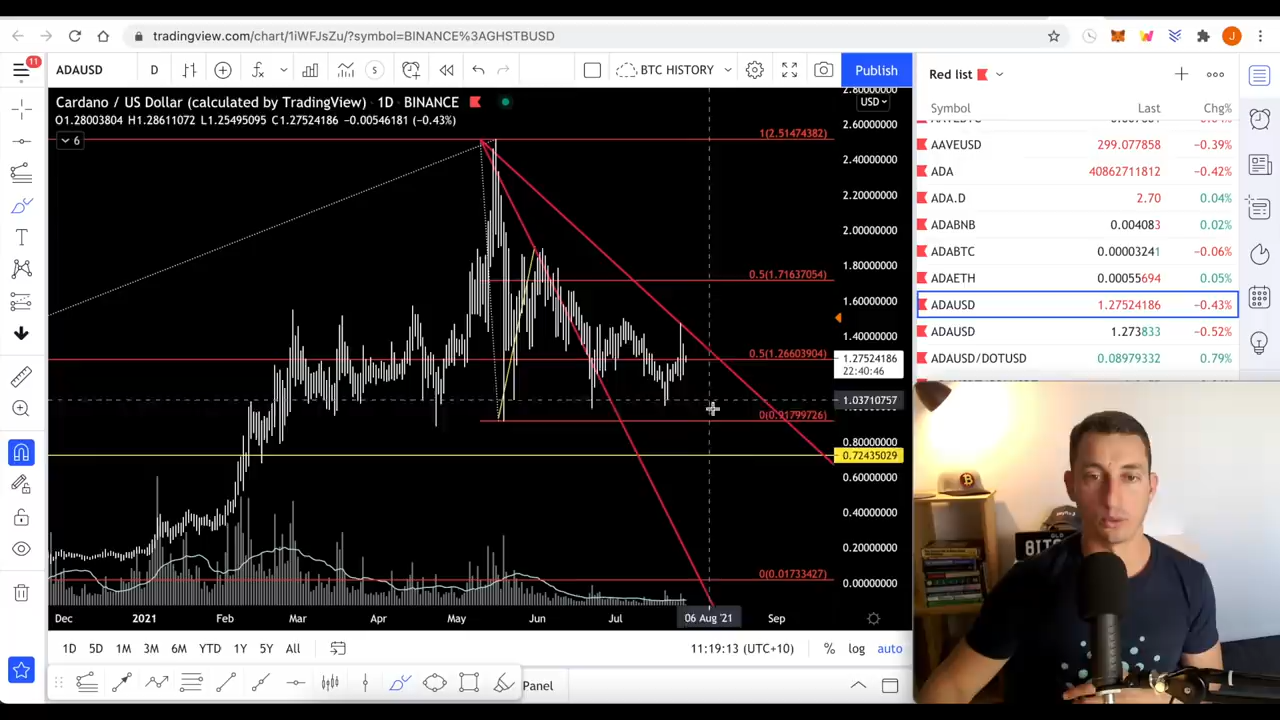 tradingview.com/chart/1iWFJsZu/?symbol=BINANCE%3AGHSTBUSD
J
11
ADAUSD D S BTC HISTORY Publish
Red list
Cardano / US Dollar (calculated by TradingView) · 1D · BINANCE
USD
O1.28003804 H1.28611072 L1.25495095 C1.27524186 −0.00546181 (−0.43%)
6
2.80000000
2.60000000
2.40000000
2.20000000
2.00000000
1.80000000
1.60000000
1.40000000
1.27524186
22:40:46
1.03710757
0.80000000
0.72435029
0.60000000
0.40000000
0.20000000
0.00000000
1(2.51474382)
0.5(1.71637054)
0.5(1.26603904)
0(0.91799726)
0(0.01733427)
Dec 2021 Feb Mar Apr May Jun Jul 06 Aug '21 Sep
1D 5D 1M 3M 6M YTD 1Y 5Y All
11:19:13 (UTC+10) % log auto
Panel
Symbol Last Chg%
AAVEUSD 299.077858 −0.39%
ADA 40862711812 −0.42%
ADA.D 2.70 0.04%
ADABNB 0.004083 0.02%
ADABTC 0.00003241 −0.06%
ADAETH 0.00055694 0.05%
ADAUSD 1.27524186 −0.43%
ADAUSD 1.273833 −0.52%
ADAUSD/DOTUSD 0.08979332 0.79%
8IT